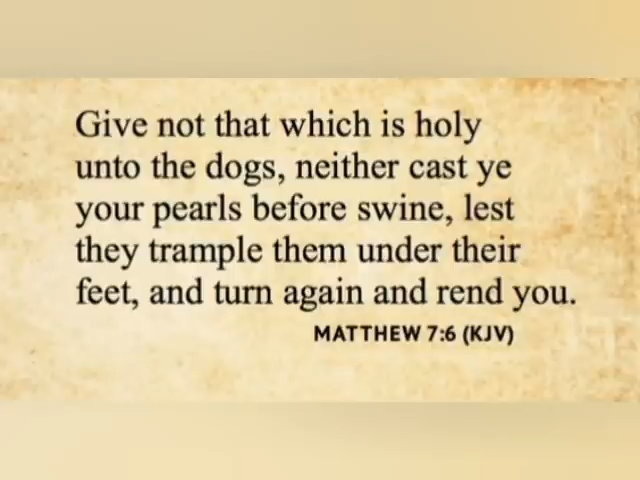 Give not that which is holy
unto the dogs, neither cast ye
your pearls before swine, lest
they trample them under their
feet, and turn again and rend you.
MATTHEW 7:6 (KJV)